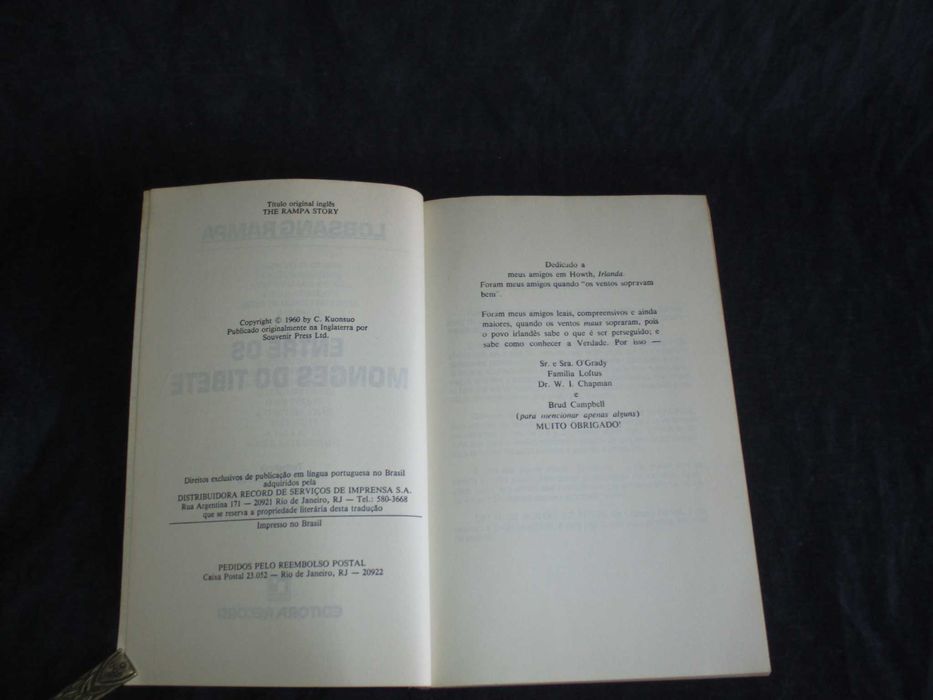 Título original inglês
THE RAMPA STORY
Copyright © 1960 by C. Kuonsuo
Publicado originalmente na Inglaterra por
Souvenir Press Ltd.
Direitos exclusivos de publicação em língua portuguesa no Brasil
adquiridos pela
DISTRIBUIDORA RECORD DE SERVIÇOS DE IMPRENSA S.A.
Rua Argentina 171 — 20921 Rio de Janeiro, RJ — Tel.: 580-3668
que se reserva a propriedade literária desta tradução
Impresso no Brasil
PEDIDOS PELO REEMBOLSO POSTAL
Caixa Postal 23.052 — Rio de Janeiro, RJ — 20922
Dedicado a
meus amigos em Howth, Irlanda.
Foram meus amigos quando "os ventos sopravam
bem".
Foram meus amigos leais, compreensivos e ainda
maiores, quando os ventos maus sopraram, pois
o povo irlandês sabe o que é ser perseguido; e
sabe como conhecer a Verdade. Por isso —
Sr. e Sra. O'Grady
Família Loftus
Dr. W. I. Chapman
e
Brud Campbell
(para mencionar apenas alguns)
MUITO OBRIGADO!